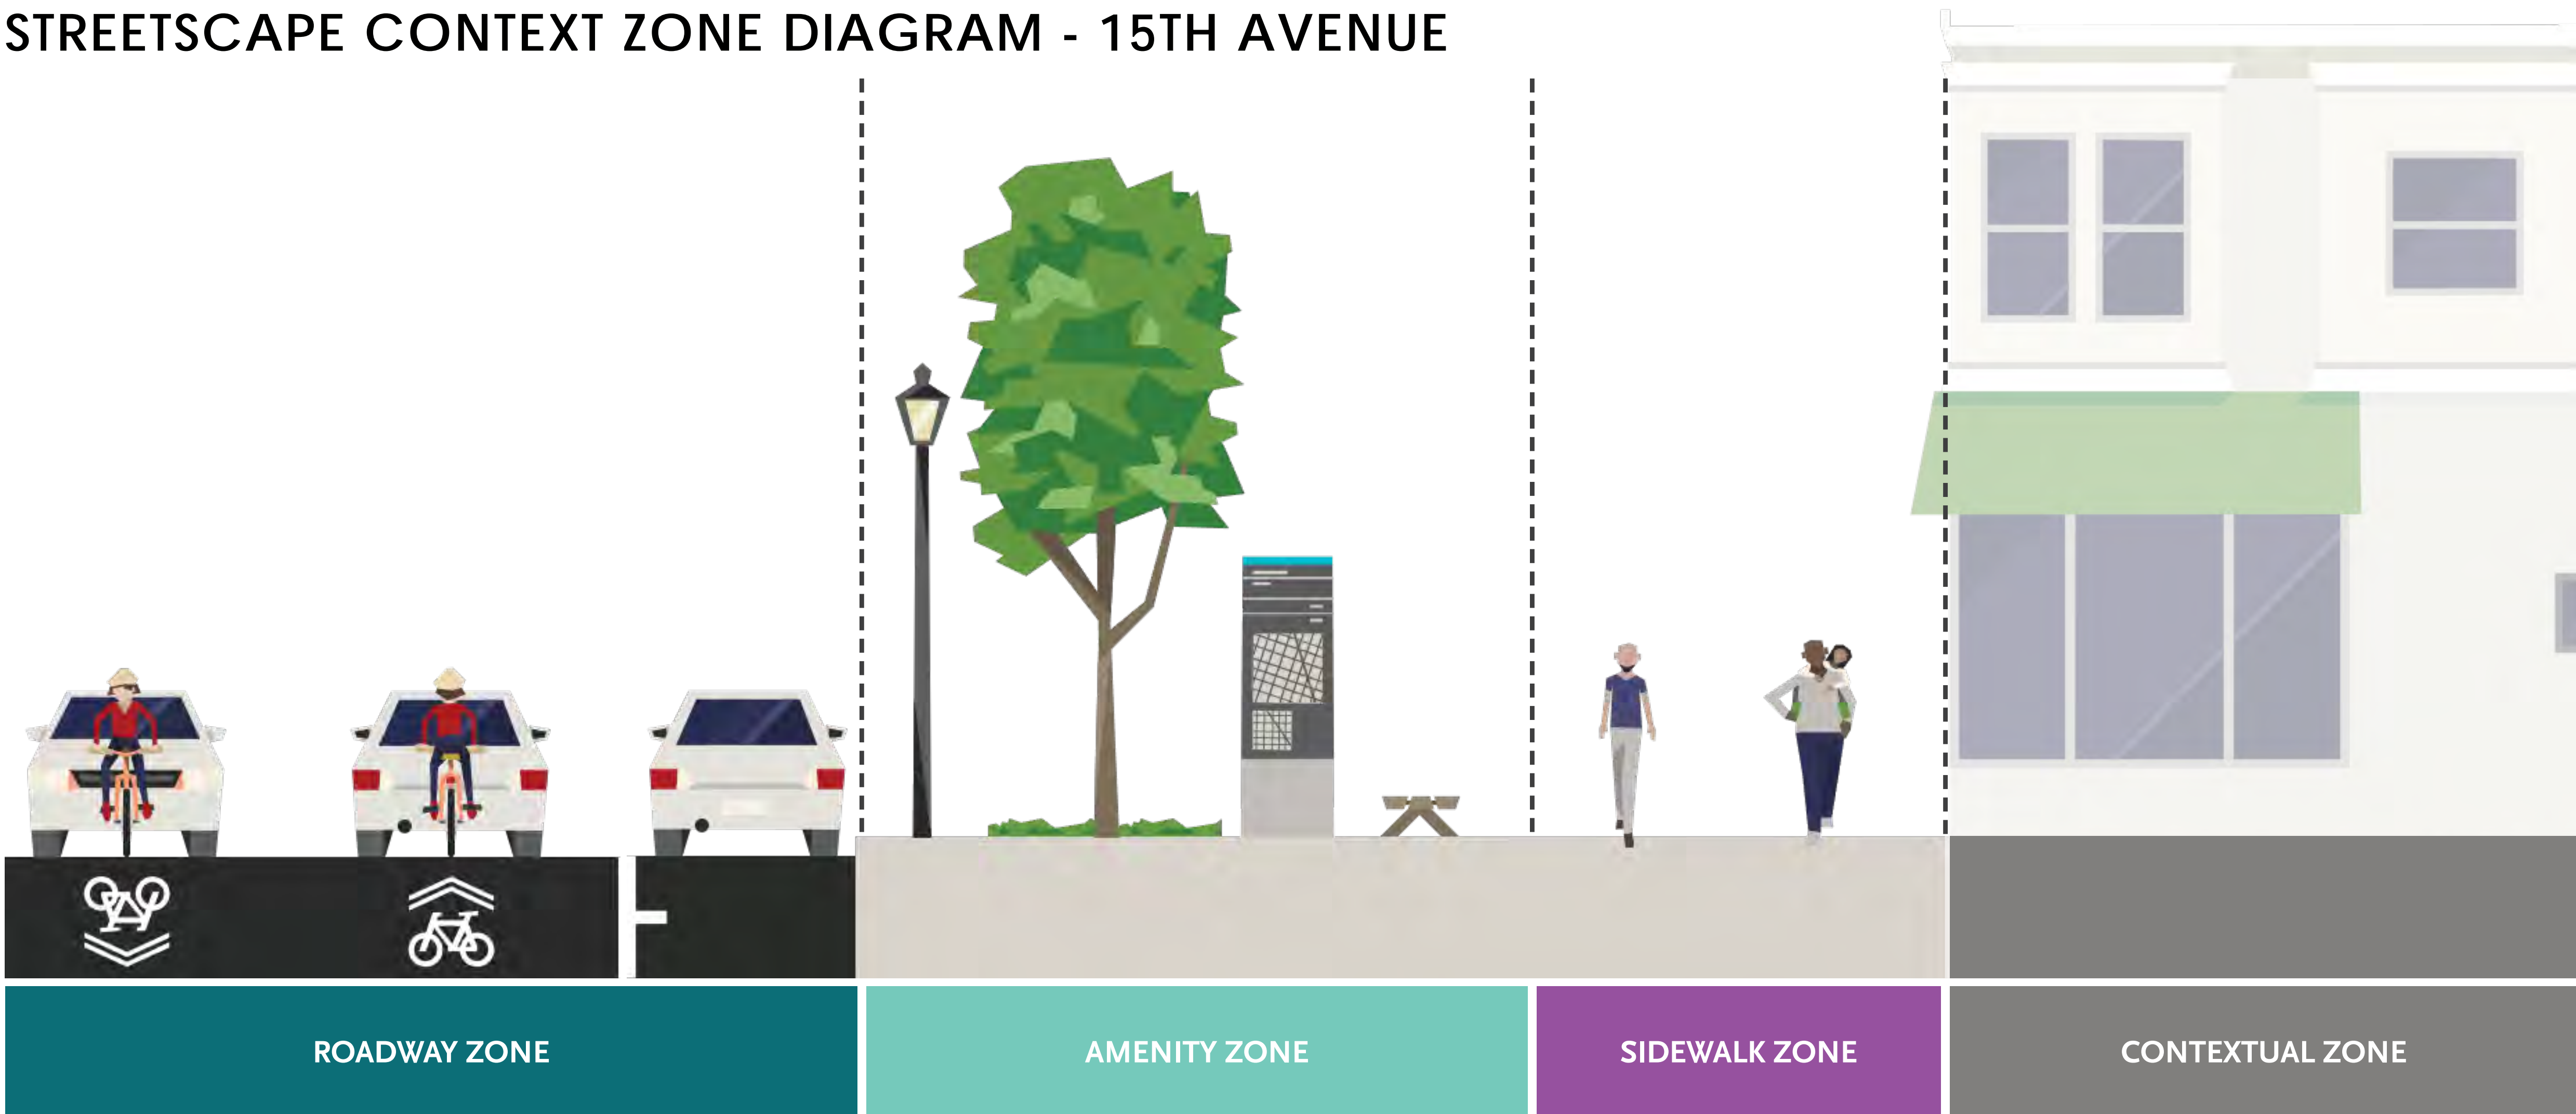 STREETSCAPE CONTEXT ZONE DIAGRAM - 15TH AVENUE
ROADWAY ZONE
AMENITY ZONE
SIDEWALK ZONE
CONTEXTUAL ZONE